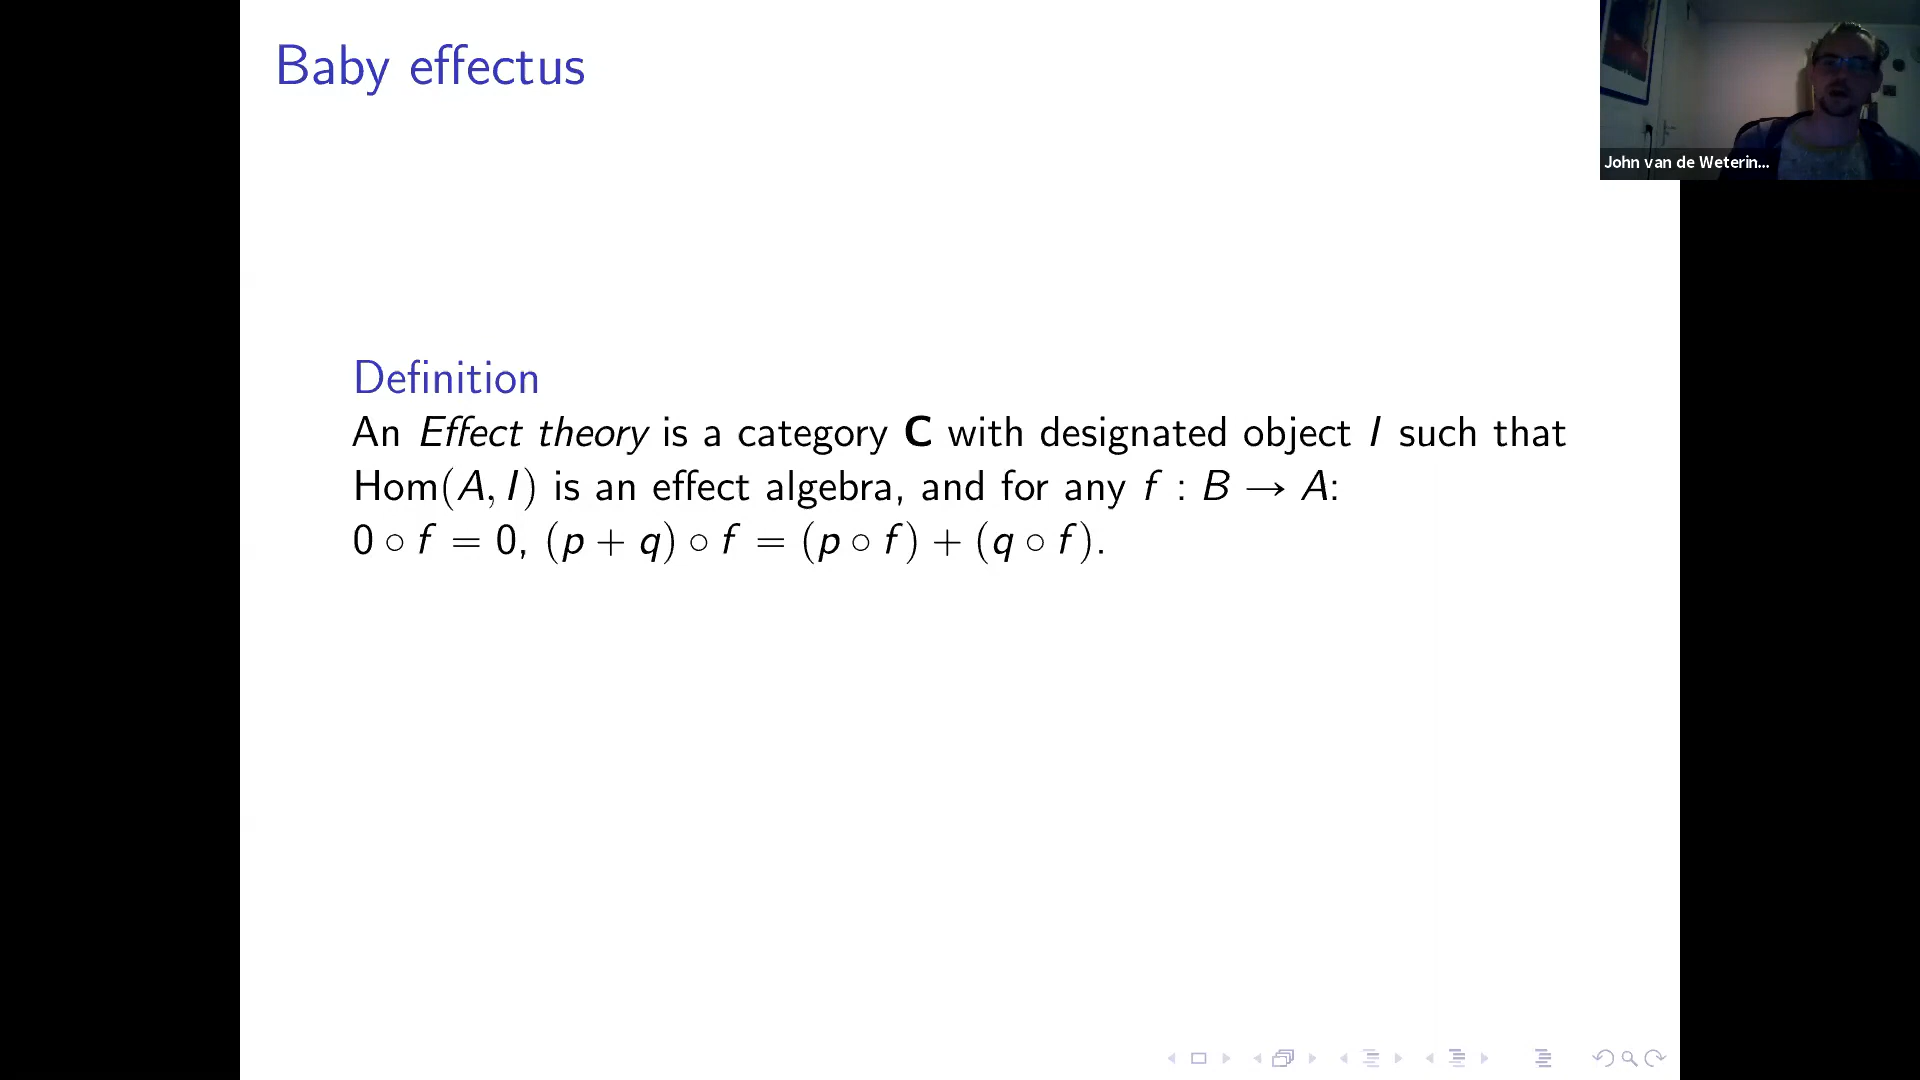 Baby effectus
John van de Weterin...
Definition
An Effect theory is a category C with designated object I such that
Hom(A, I) is an effect algebra, and for any f : B → A:
0 ∘ f = 0, (p + q) ∘ f = (p ∘ f) + (q ∘ f).